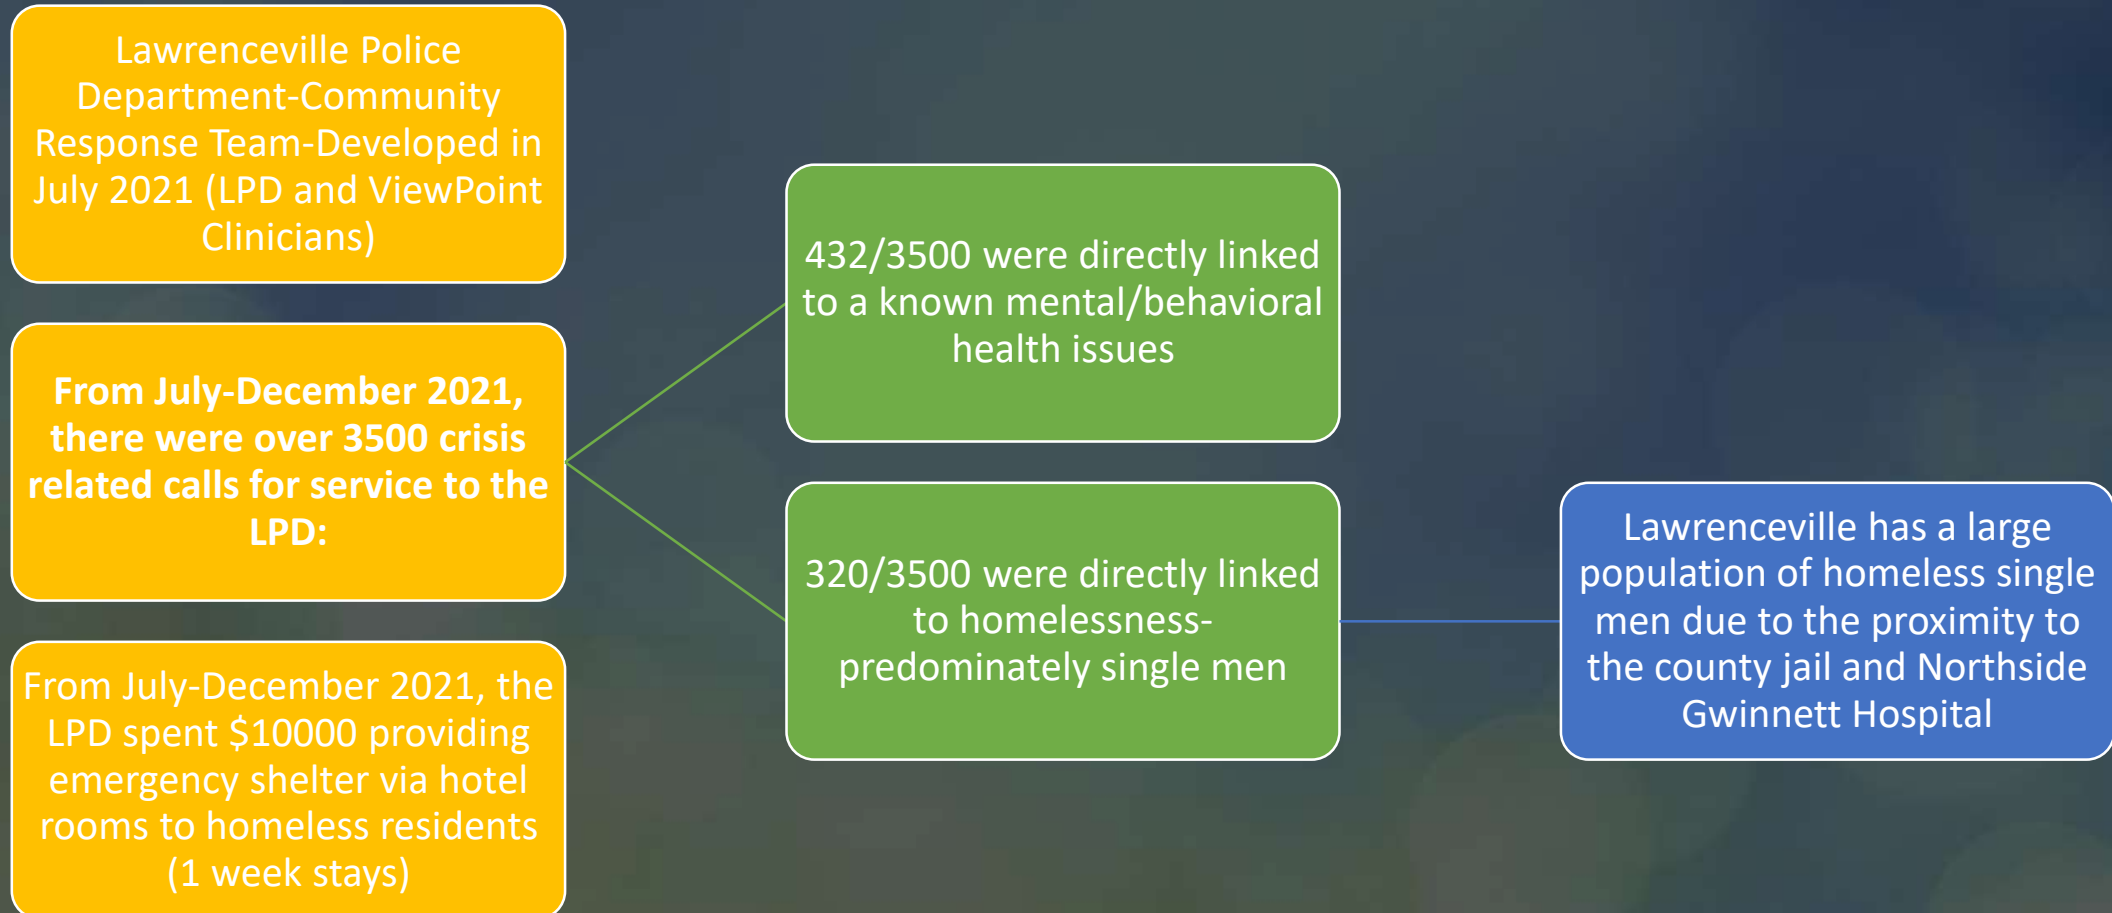 Lawrenceville Police
Department-Community
Response Team-Developed in
July 2021 (LPD and ViewPoint
Clinicians)
From July-December 2021,
there were over 3500 crisis
related calls for service to the
LPD:
432/3500 were directly linked
to a known mental/behavioral
health issues
320/3500 were directly linked
to homelessness-
predominately single men
Lawrenceville has a large
population of homeless single
men due to the proximity to
the county jail and Northside
Gwinnett Hospital
From July-December 2021, the
LPD spent $10000 providing
emergency shelter via hotel
rooms to homeless residents
(1 week stays)